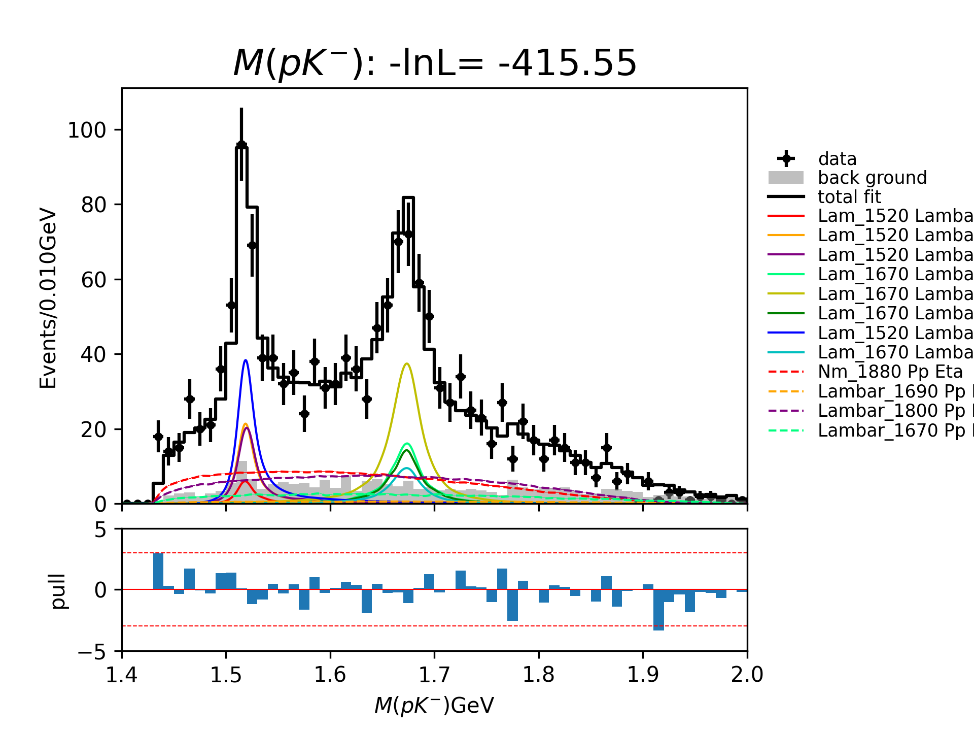 M(pK⁻): -lnL= -415.55
Events/0.010GeV
100
80
60
40
20
0
data
back ground
total fit
Lam_1520 Lamba
Lam_1520 Lamba
Lam_1520 Lamba
Lam_1670 Lamba
Lam_1670 Lamba
Lam_1670 Lamba
Lam_1520 Lamba
Lam_1670 Lamba
Nm_1880 Pp Eta
Lambar_1690 Pp
Lambar_1800 Pp
Lambar_1670 Pp
pull
5
0
−5
1.4 1.5 1.6 1.7 1.8 1.9 2.0
M(pK⁻)GeV